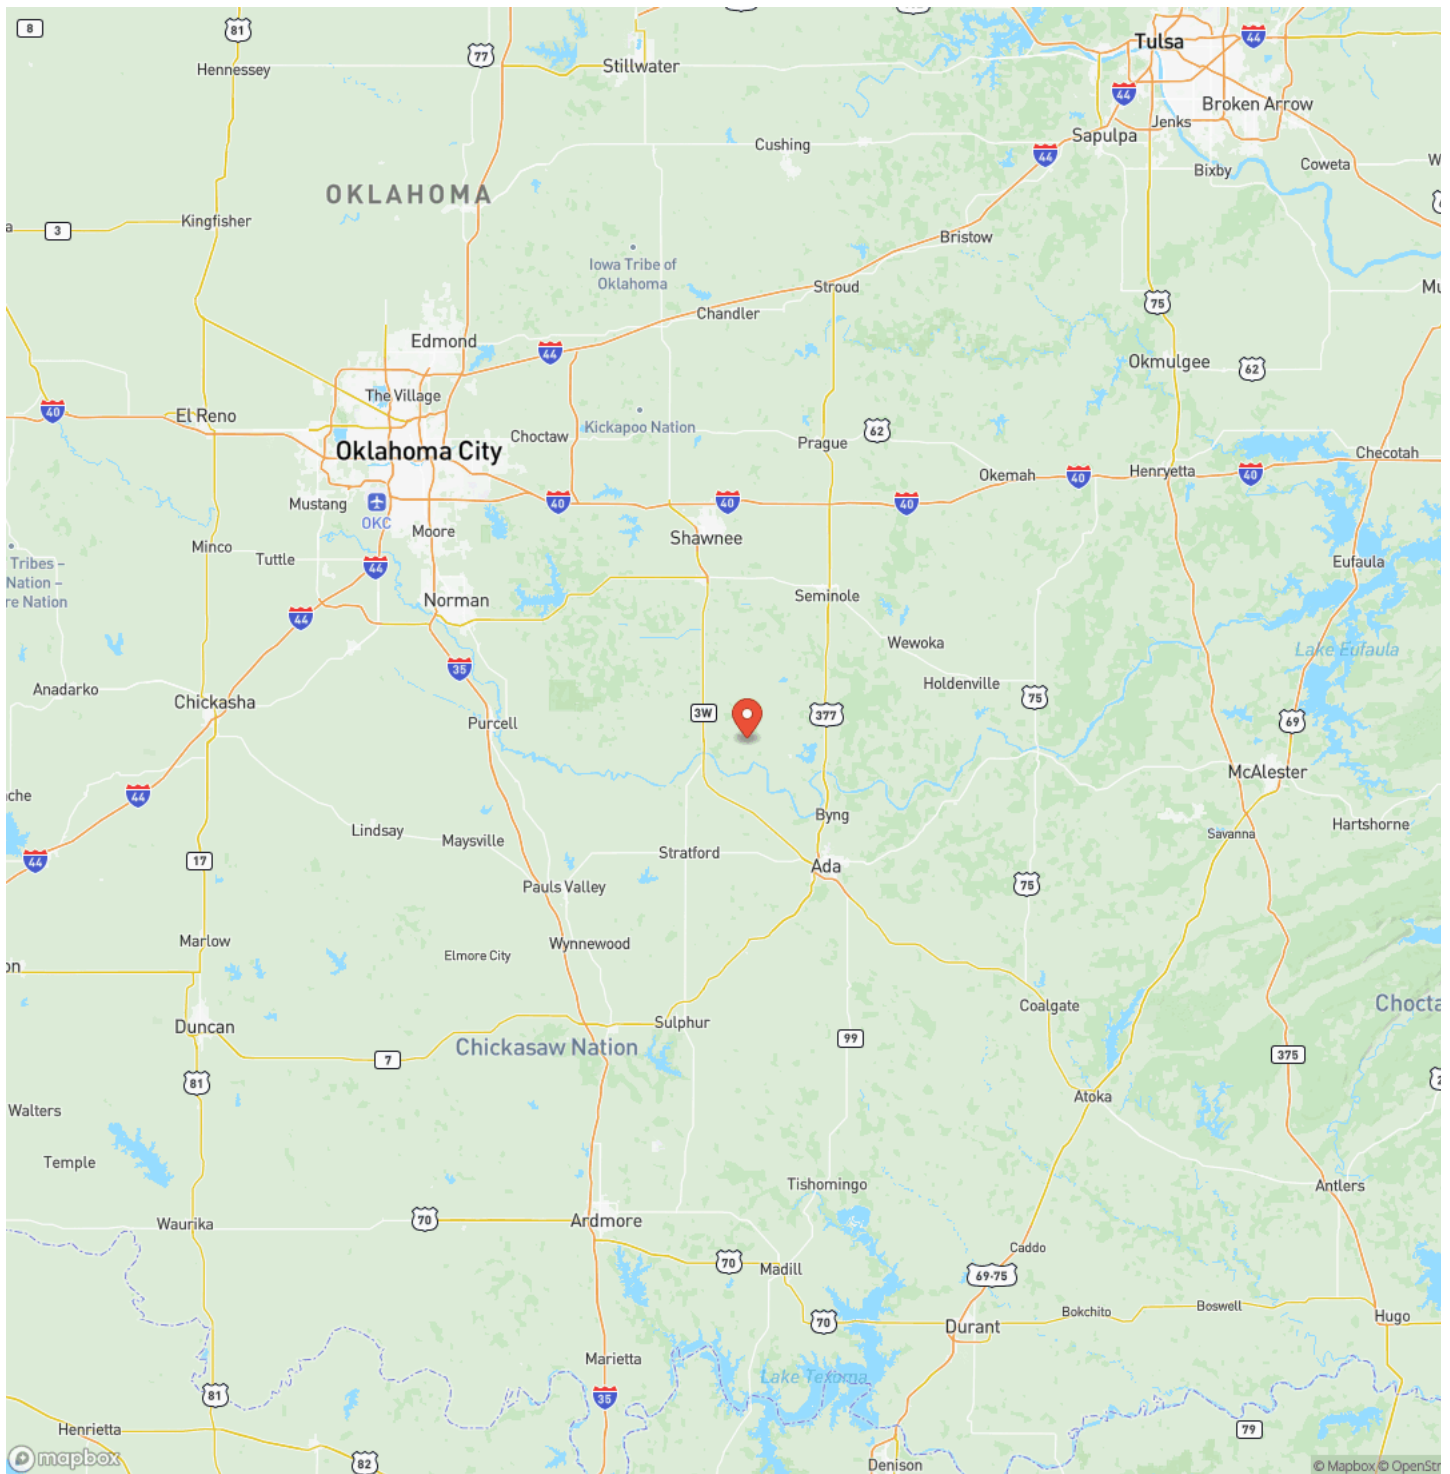 8
81
77
Hennessey
Stillwater
Tulsa
44
44
Broken Arrow
Jenks
Sapulpa
Cushing
44
Coweta
Bixby
OKLAHOMA
Kingfisher
3
Bristow
Iowa Tribe of
Oklahoma
Stroud
75
Chandler
Edmond
44
Okmulgee
62
The Village
40
El Reno
Kickapoo Nation
Choctaw
62
Prague
Oklahoma City
Checotah
Okemah
40
Henryetta
40
Mustang
OKC
40
40
40
Moore
Shawnee
Minco
Tuttle
44
Tribes –
Nation –
re Nation
Eufaula
Norman
Seminole
44
Wewoka
Lake Eufaula
35
Holdenville
75
Anadarko
Chickasha
Purcell
3W
377
69
McAlester
che
44
Byng
Lindsay
Maysville
Savanna
Hartshorne
44
17
Stratford
Ada
Pauls Valley
75
Marlow
Wynnewood
Elmore City
on
Coalgate
Chocta
Duncan
Sulphur
Chickasaw Nation
7
99
375
81
Walters
Atoka
Temple
Tishomingo
Antlers
Waurika
70
Ardmore
Caddo
70
Madill
69-75
Bokchito
Boswell
Hugo
70
Durant
Marietta
Lake Texoma
81
35
Henrietta
79
mapbox
82
Denison
© Mapbox © OpenStr